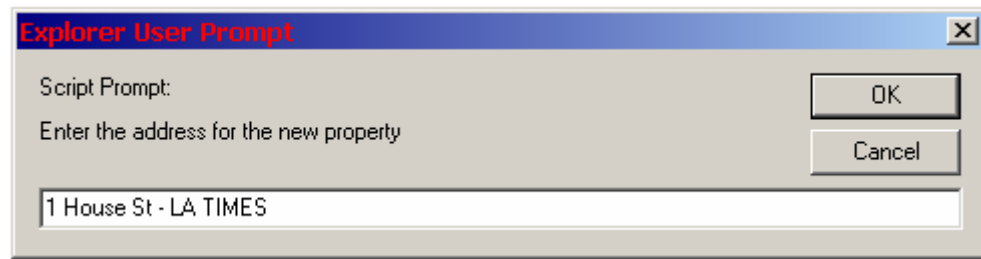 Explorer User Prompt
Script Prompt:
OK
Enter the address for the new property
Cancel
1 House St - LA TIMES